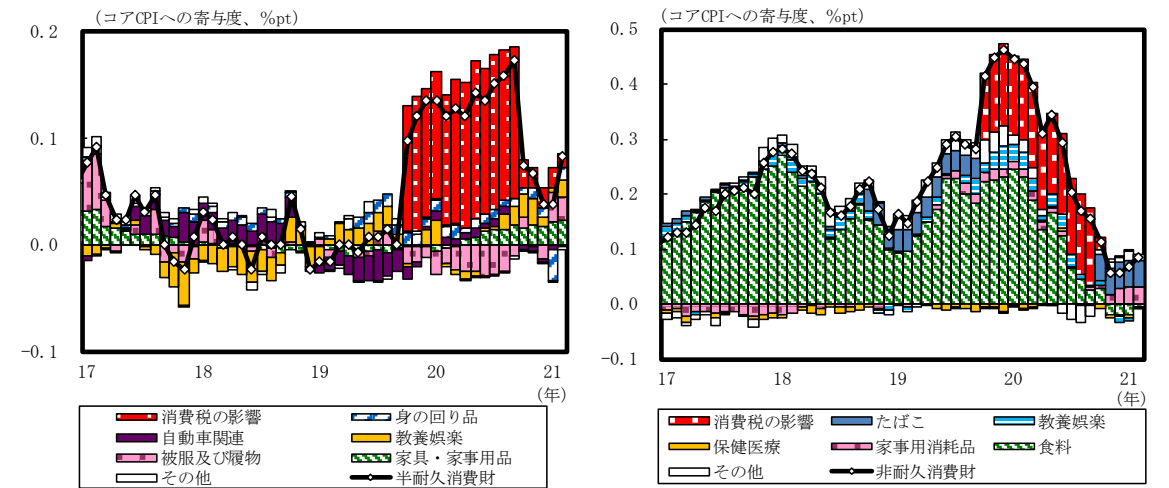 (コアCPIへの寄与度、%pt)
0.2
0.1
0.0
-0.1
17 18 19 20 21
(年)
消費税の影響 身の回り品
自動車関連 教養娯楽
被服及び履物 家具・家事用品
その他 半耐久消費財
(コアCPIへの寄与度、%pt)
0.5
0.4
0.3
0.2
0.1
0.0
-0.1
17 18 19 20 21
(年)
消費税の影響 たばこ 教養娯楽
保健医療 家事用消耗品 食料
その他 非耐久消費財